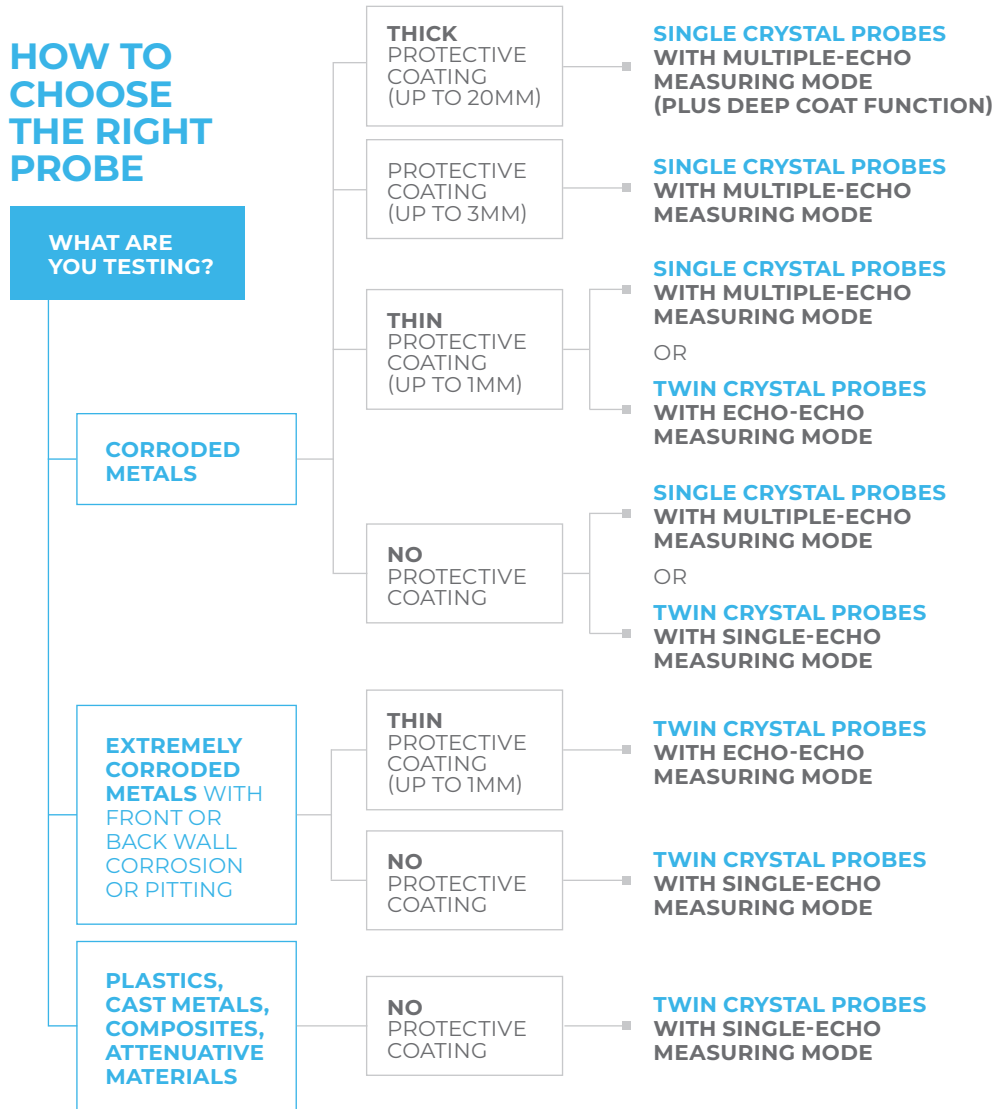 HOW TO
CHOOSE
THE RIGHT
PROBE
WHAT ARE
YOU TESTING?
CORRODED
METALS
THICK
PROTECTIVE
COATING
(UP TO 20MM)
SINGLE CRYSTAL PROBES
WITH MULTIPLE-ECHO
MEASURING MODE
(PLUS DEEP COAT FUNCTION)
PROTECTIVE
COATING
(UP TO 3MM)
SINGLE CRYSTAL PROBES
WITH MULTIPLE-ECHO
MEASURING MODE
THIN
PROTECTIVE
COATING
(UP TO 1MM)
SINGLE CRYSTAL PROBES
WITH MULTIPLE-ECHO
MEASURING MODE
OR
TWIN CRYSTAL PROBES
WITH ECHO-ECHO
MEASURING MODE
NO
PROTECTIVE
COATING
SINGLE CRYSTAL PROBES
WITH MULTIPLE-ECHO
MEASURING MODE
OR
TWIN CRYSTAL PROBES
WITH SINGLE-ECHO
MEASURING MODE
EXTREMELY
CORRODED
METALS WITH
FRONT OR
BACK WALL
CORROSION
OR PITTING
THIN
PROTECTIVE
COATING
(UP TO 1MM)
TWIN CRYSTAL PROBES
WITH ECHO-ECHO
MEASURING MODE
NO
PROTECTIVE
COATING
TWIN CRYSTAL PROBES
WITH SINGLE-ECHO
MEASURING MODE
PLASTICS,
CAST METALS,
COMPOSITES,
ATTENUATIVE
MATERIALS
NO
PROTECTIVE
COATING
TWIN CRYSTAL PROBES
WITH SINGLE-ECHO
MEASURING MODE